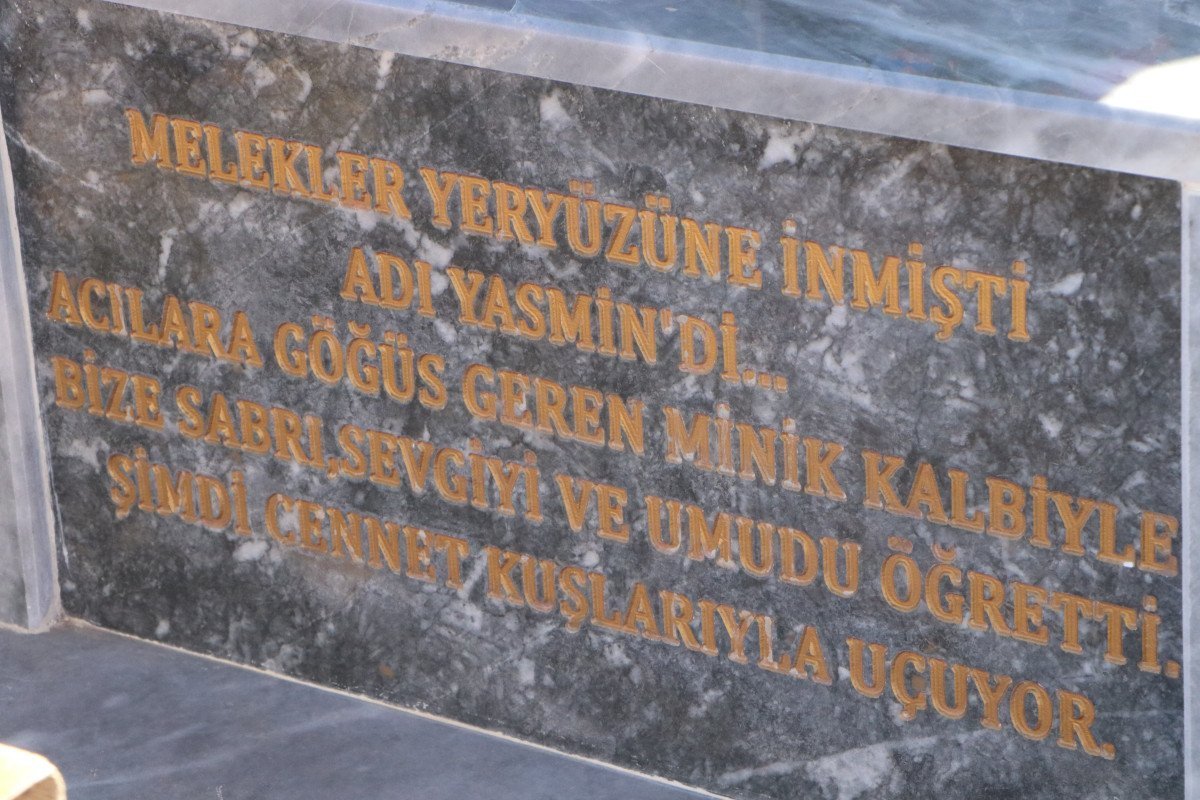 MELEKLER YERYÜZÜNE İNMİŞTİ
ADI YASMİN'Dİ...
ACILARA GÖĞÜS GEREN MİNİK KALBİYLE
BİZE SABRI,SEVGİYİ VE UMUDU ÖĞRETTİ.
ŞİMDİ CENNET KUŞLARIYLA UÇUYOR.